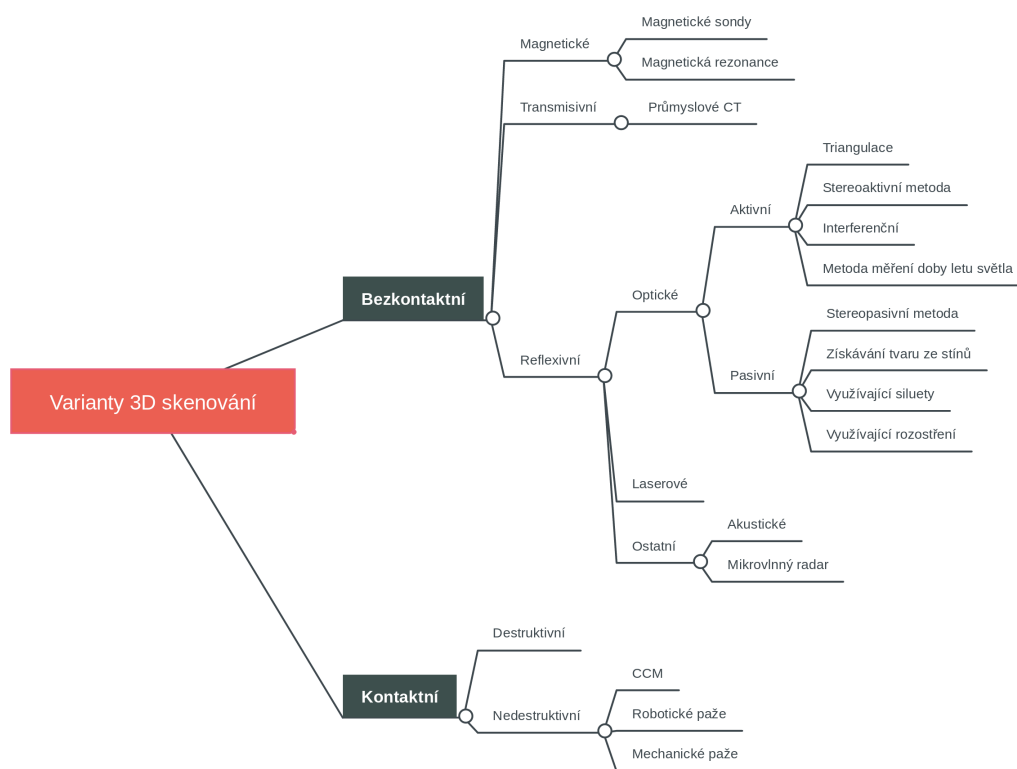 Varianty 3D skenování
Bezkontaktní
Magnetické
Magnetické sondy
Magnetická rezonance
Transmisivní
Průmyslové CT
Reflexivní
Optické
Aktivní
Triangulace
Stereoaktivní metoda
Interferenční
Metoda měření doby letu světla
Pasivní
Stereopasivní metoda
Získávání tvaru ze stínů
Využívající siluety
Využívající rozostření
Laserové
Ostatní
Akustické
Mikrovlnný radar
Kontaktní
Destruktivní
Nedestruktivní
CCM
Robotické paže
Mechanické paže